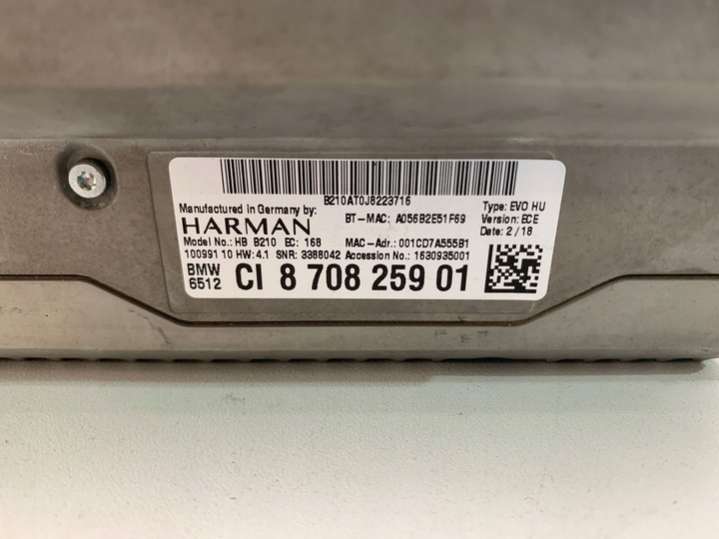 B210AT0J8223716
Manufactured in Germany by:
HARMAN
BT-MAC: A056B2E51F69
Type: EVO HU
Version: ECE
Date: 2 / 18
Model No.: HB B210 EC: 168
MAC-Adr.: 001CD7A555B1
100991 10 HW: 4.1 SNR: 3388042 Accession No.: 1630935001
BMW
6512
CI 8 708 259 01